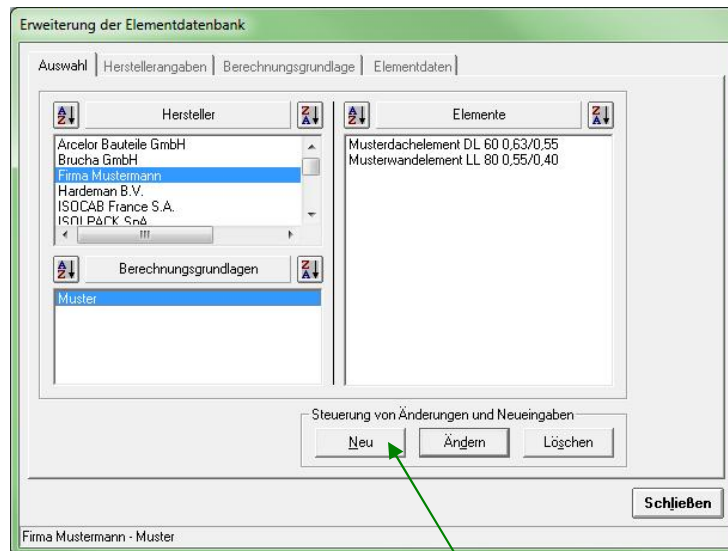 Erweiterung der Elementdatenbank
Auswahl Herstellerangaben Berechnungsgrundlage Elementdaten
Hersteller
Arcelor Bauteile GmbH
Brucha GmbH
Firma Mustermann
Hardeman B.V.
ISOCAB France S.A.
ISOLPACK SpA
Berechnungsgrundlagen
Muster
Elemente
Musterdachelement DL 60 0,63/0,55
Musterwandelement LL 80 0,55/0,40
Steuerung von Änderungen und Neueingaben
Neu Ändern Löschen
Schließen
Firma Mustermann - Muster